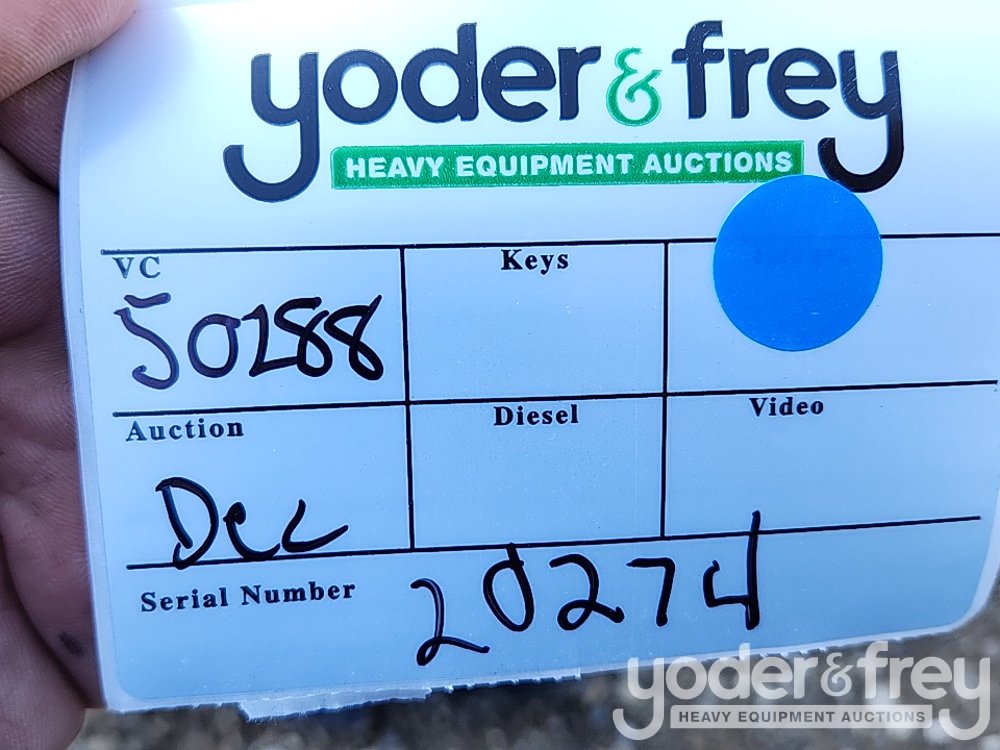 yoder & frey
HEAVY EQUIPMENT AUCTIONS
VC
50288
Keys
Auction
Dec
Diesel
Video
Serial Number 20274
yoder & frey
HEAVY EQUIPMENT AUCTIONS